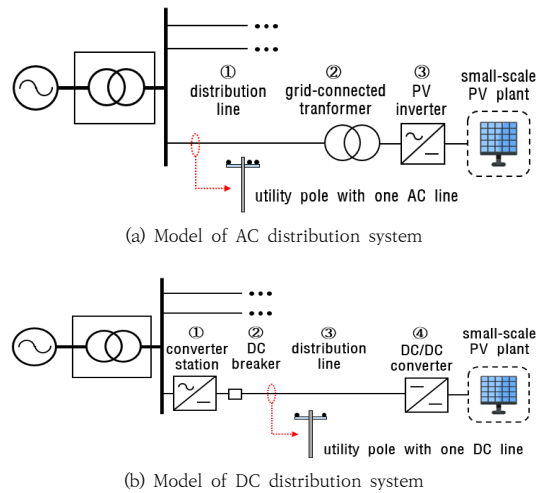 ① ② ③ small-scale
distribution grid-connected PV PV plant
line tranformer inverter
utility pole with one AC line
(a) Model of AC distribution system
① ② ③ ④ small-scale
converter DC distribution DC/DC PV plant
station breaker line converter
utility pole with one DC line
(b) Model of DC distribution system